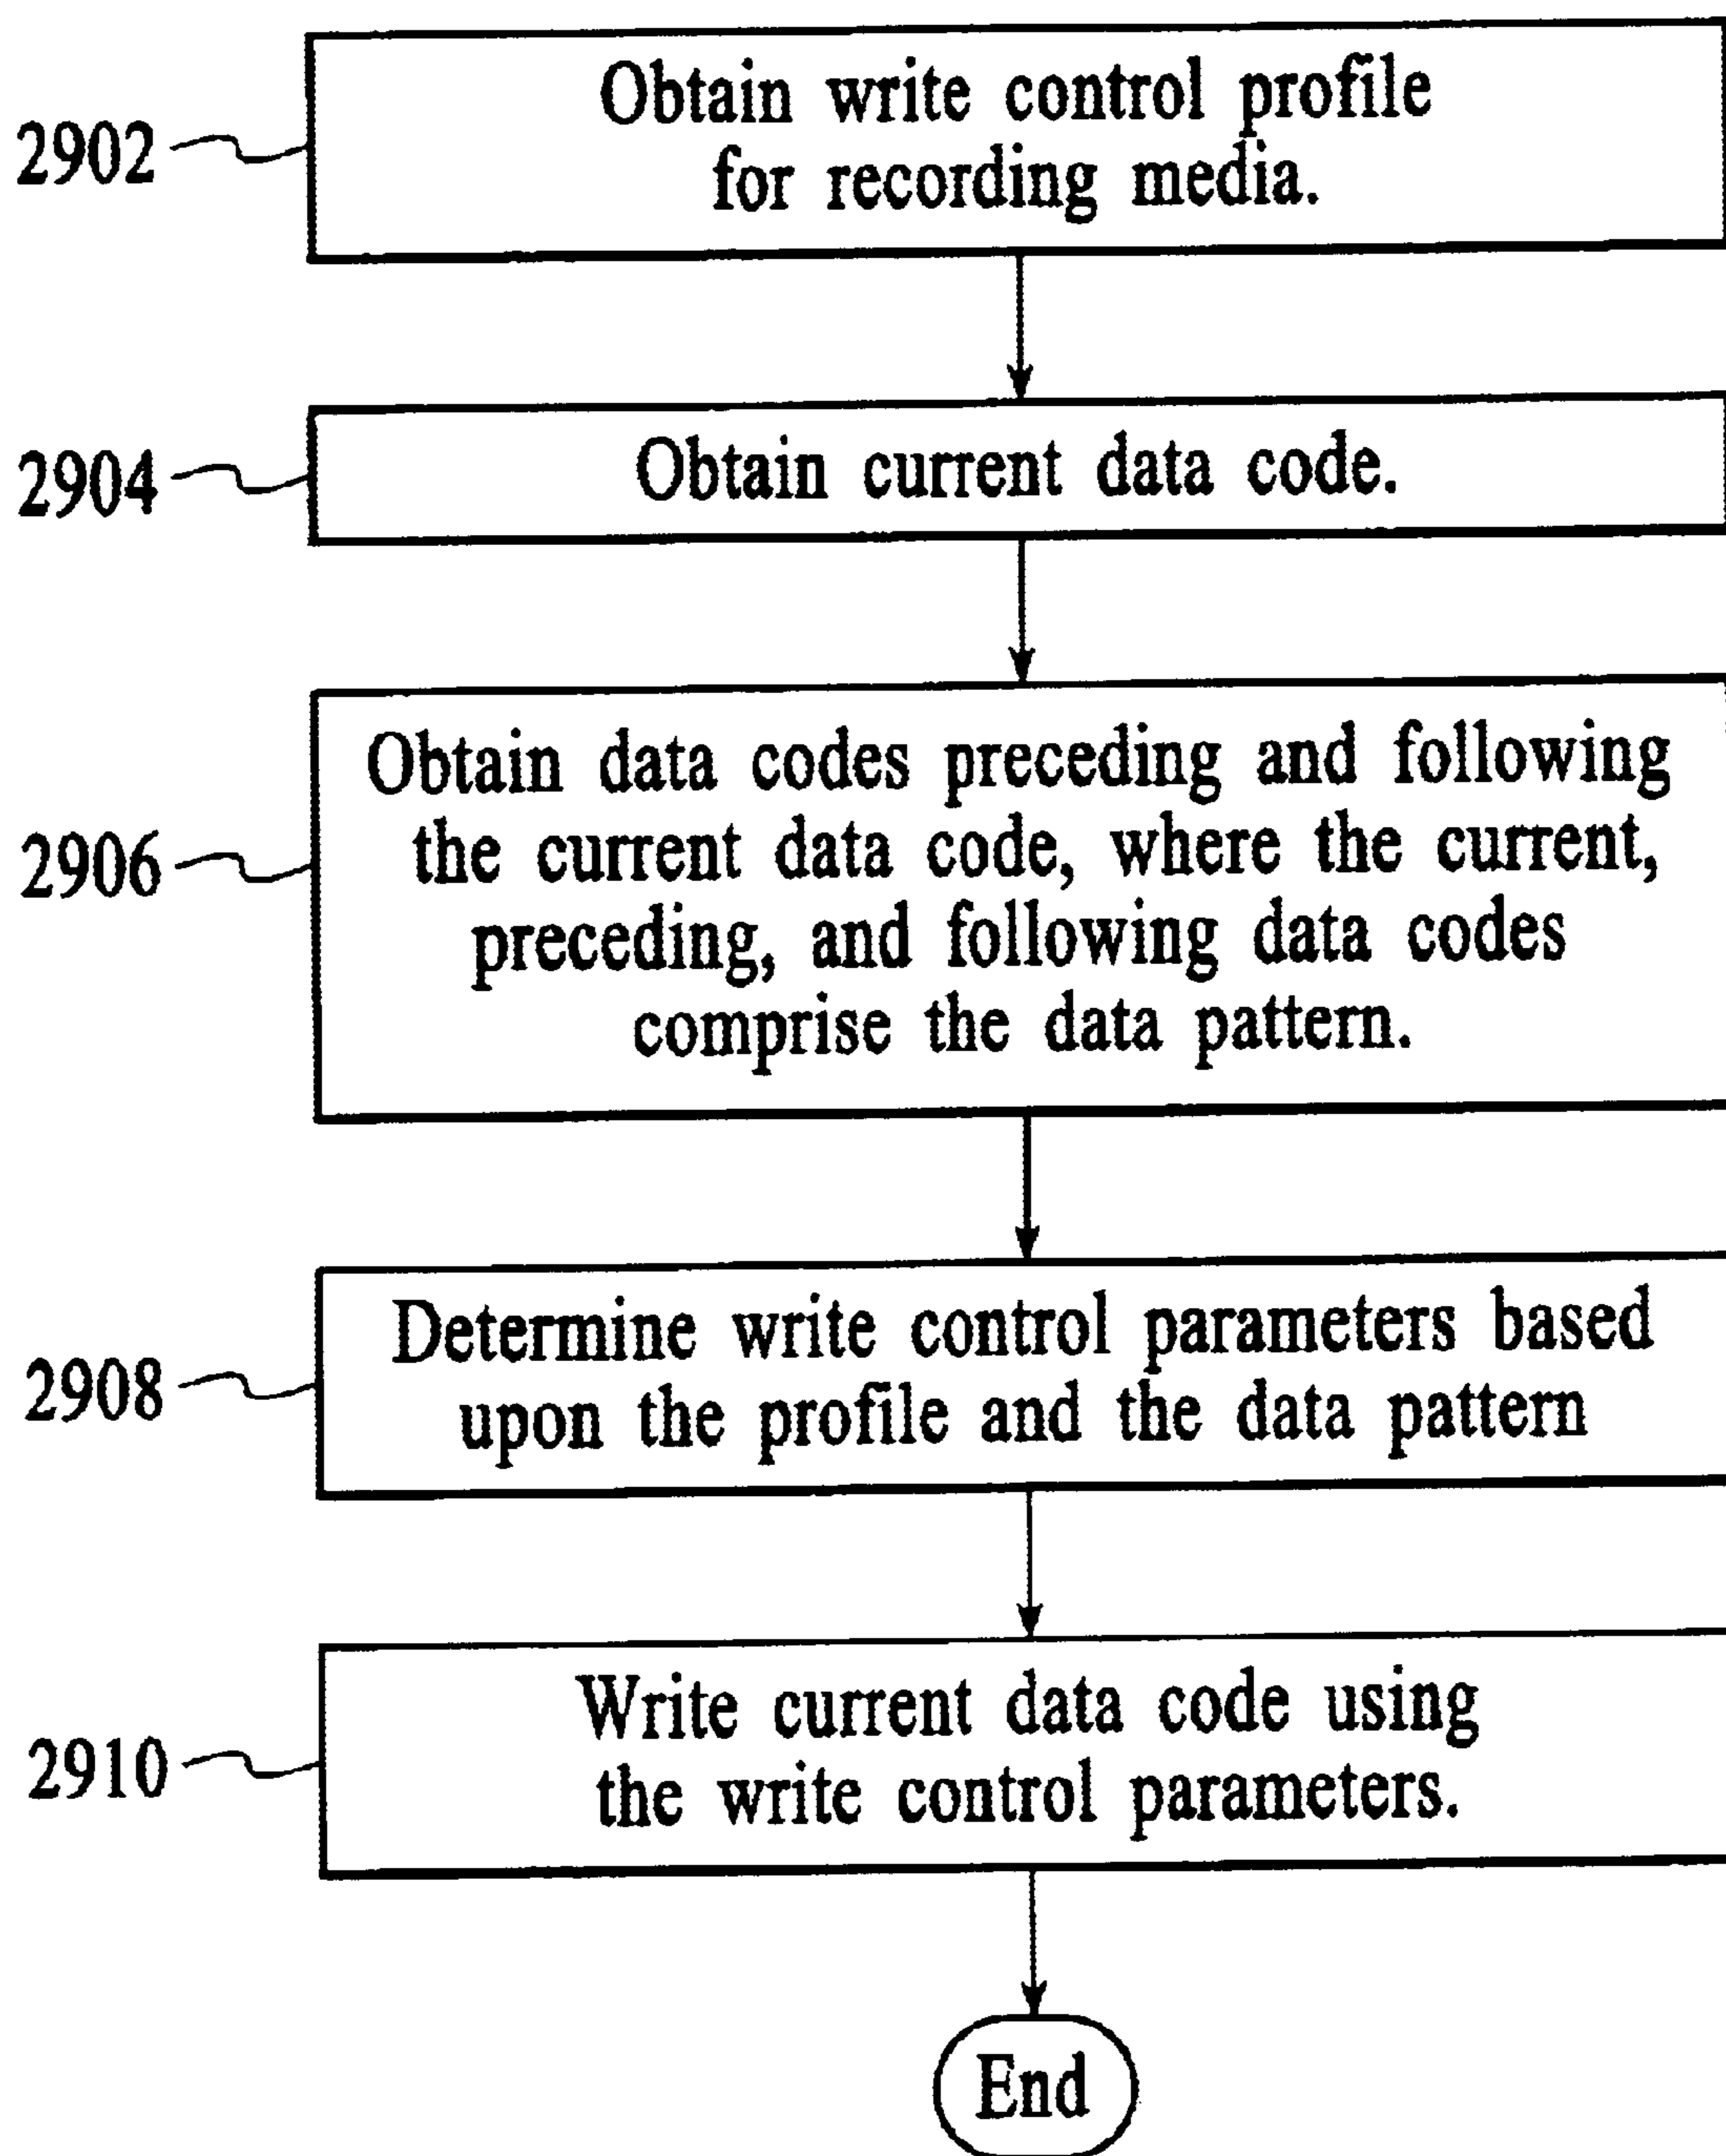 Obtain write control profile
for recording media.
2902
Obtain current data code.
2904
Obtain data codes preceding and following
the current data code, where the current,
preceding, and following data codes
comprise the data pattern.
2906
Determine write control parameters based
upon the profile and the data pattern
2908
Write current data code using
the write control parameters.
2910
End